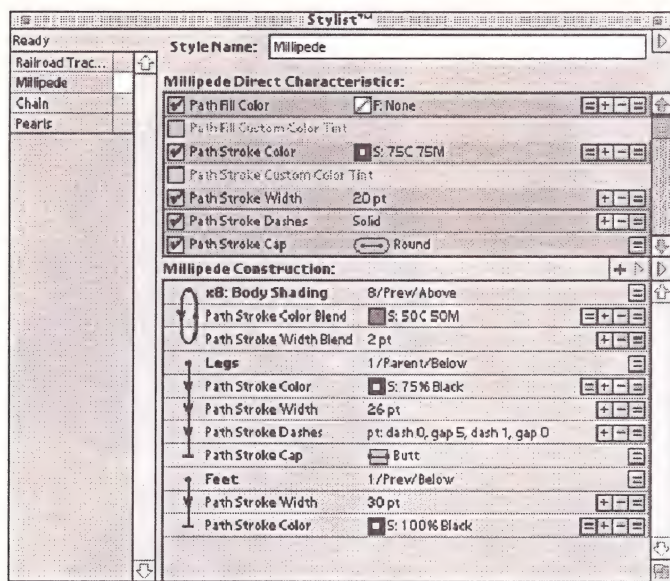 Stylist™
Ready
Railroad Trac...
Millipede
Chain
Pearls
Style Name: Millipede
Millipede Direct Characteristics:
Path Fill Color F: None
Path Fill Custom Color Tint
Path Stroke Color S: 75C 75M
Path Stroke Custom Color Tint
Path Stroke Width 20 pt
Path Stroke Dashes Solid
Path Stroke Cap Round
Millipede Construction:
x8: Body Shading 8/Prev/Above
Path Stroke Color Blend S: 50C 50M
Path Stroke Width Blend 2 pt
Legs 1/Parent/Below
Path Stroke Color S: 75% Black
Path Stroke Width 26 pt
Path Stroke Dashes pt: dash 0, gap 5, dash 1, gap 0
Path Stroke Cap Butt
Feet 1/Prev/Below
Path Stroke Width 30 pt
Path Stroke Color S: 100% Black